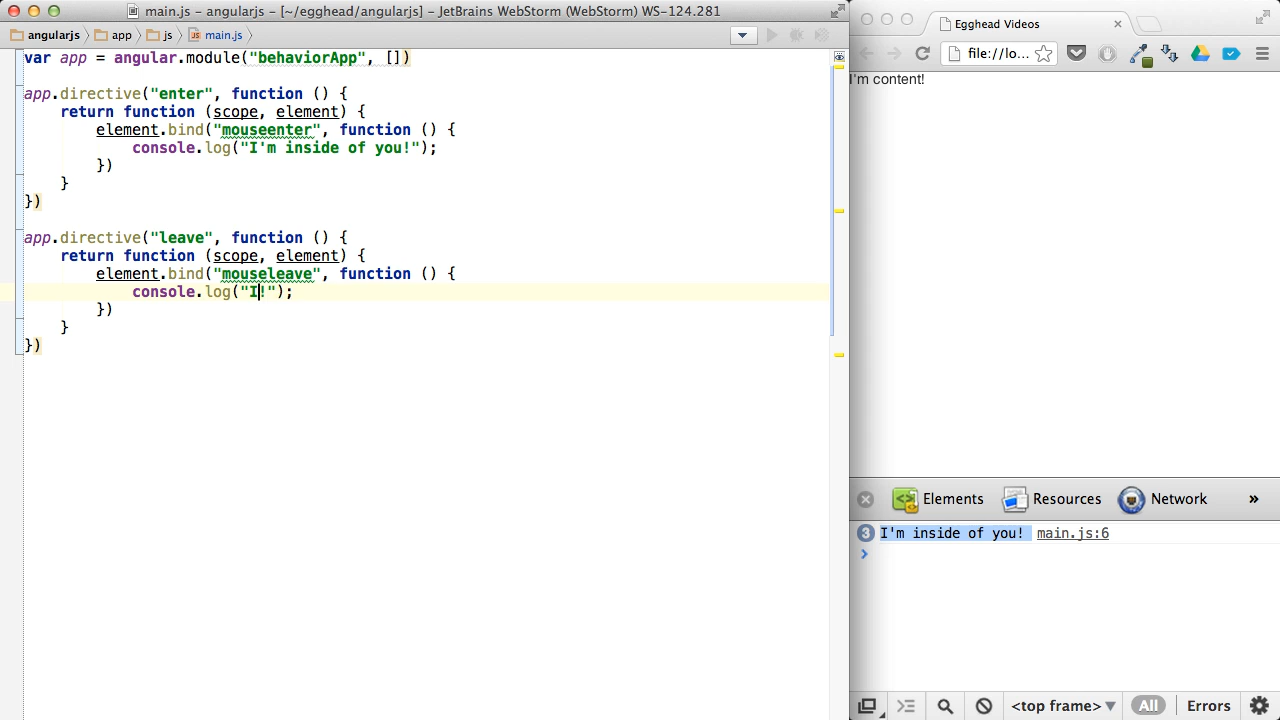 main.js – angularjs – [~/egghead/angularjs] – JetBrains WebStorm (WebStorm) WS-124.281
angularjs app js main.js
var app = angular.module("behaviorApp", [])
app.directive("enter", function () {
return function (scope, element) {
element.bind("mouseenter", function () {
console.log("I'm inside of you!");
})
}
})
app.directive("leave", function () {
return function (scope, element) {
element.bind("mouseleave", function () {
console.log("I!");
})
}
})
Egghead Videos
file://lo...
I'm content!
Elements Resources Network »
3 I'm inside of you! main.js:6
<top frame> All Errors